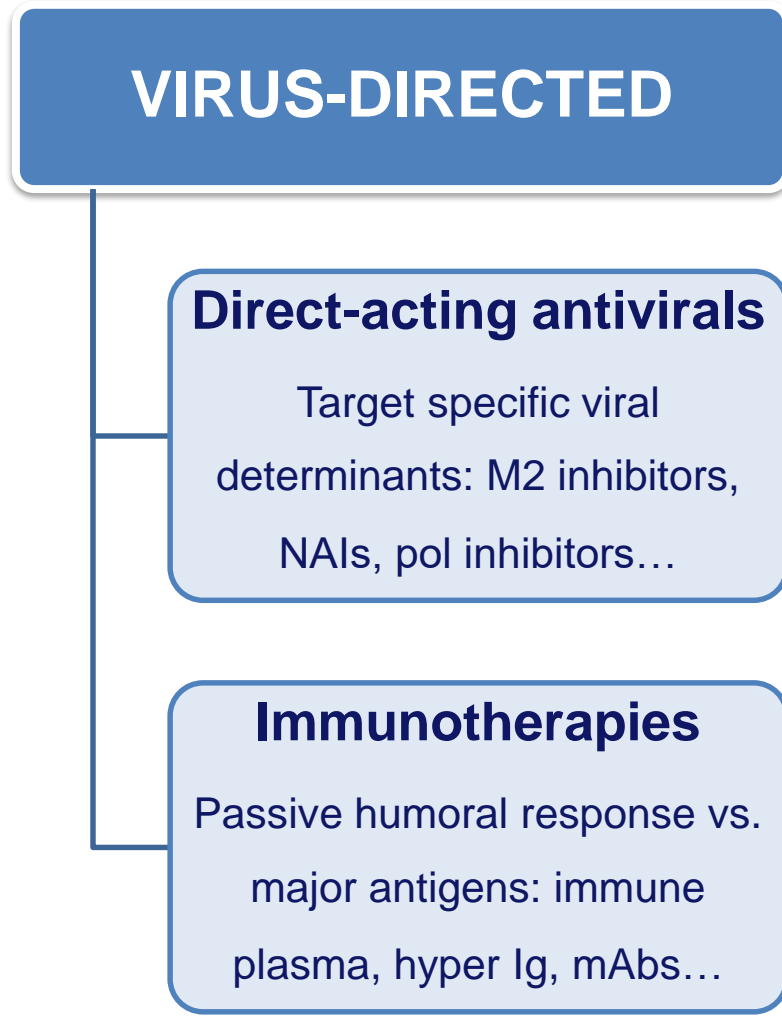 VIRUS-DIRECTED
Direct-acting antivirals
Target specific viral
determinants: M2 inhibitors,
NAIs, pol inhibitors…
Immunotherapies
Passive humoral response vs.
major antigens: immune
plasma, hyper Ig, mAbs…